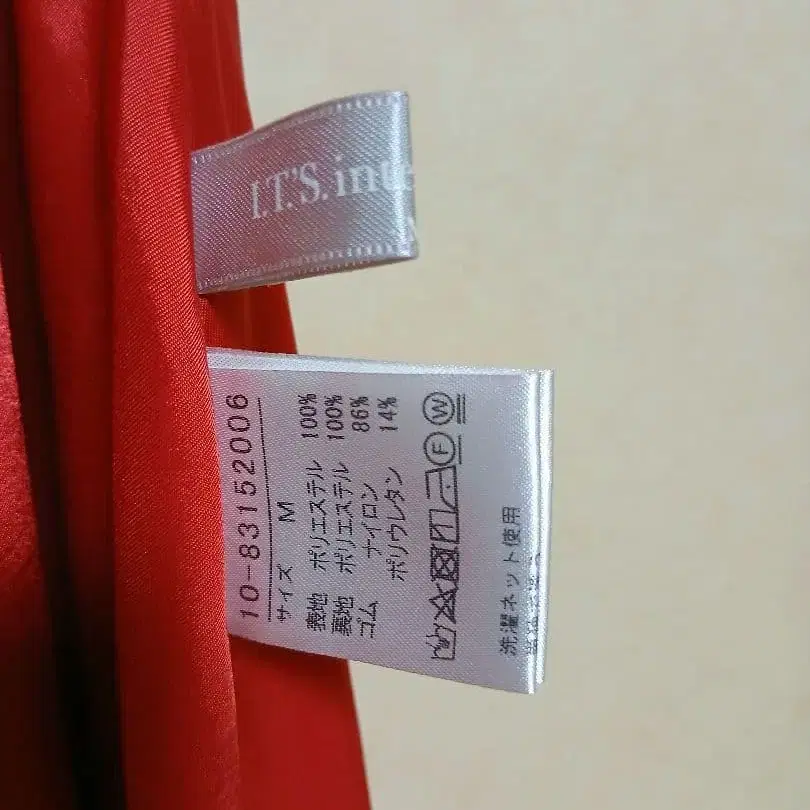 I.T.'S. inte
10-83152006
サイズ M
表地 ポリエステル 100%
裏地 ポリエステル 100%
ゴム ナイロン 86%
ポリウレタン 14%
F W
洗濯ネット使用